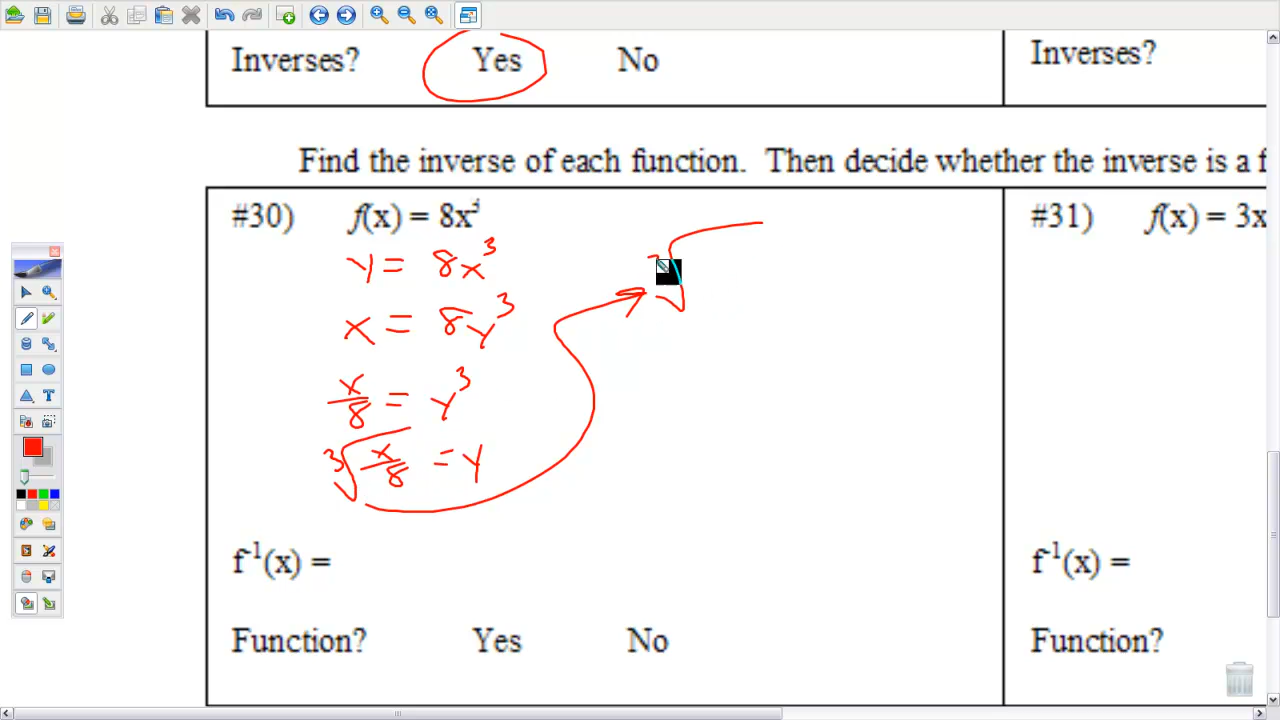 Inverses? Yes No
Inverses?
Find the inverse of each function. Then decide whether the inverse is a f
#30) f(x) = 8x³
y = 8x³
x = 8y³
x/8 = y³
∛(x/8) = y
f⁻¹(x) =
Function? Yes No
#31) f(x) = 3x
f⁻¹(x) =
Function?
T